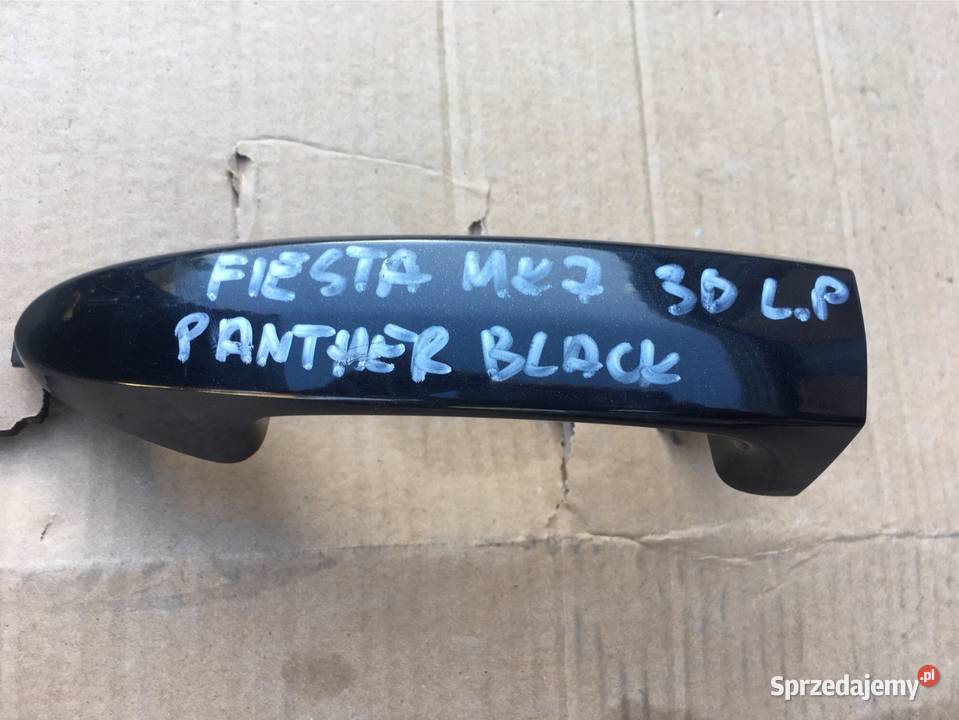 FIESTA MK7 3D L.P
PANTHER BLACK
Sprzedajemy.pl